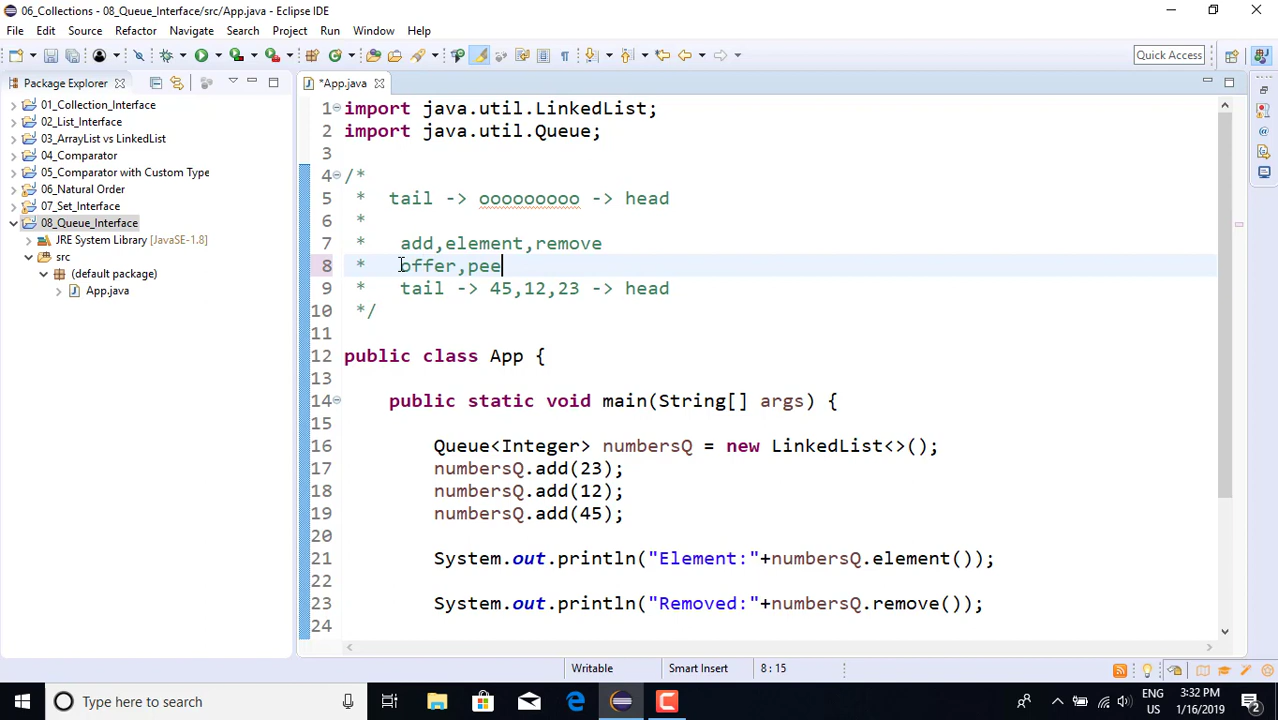 06_Collections - 08_Queue_Interface/src/App.java - Eclipse IDE
File Edit Source Refactor Navigate Search Project Run Window Help
Quick Access
Package Explorer
*App.java
01_Collection_Interface
02_List_Interface
03_ArrayList vs LinkedList
04_Comparator
05_Comparator with Custom Type
06_Natural Order
07_Set_Interface
08_Queue_Interface
JRE System Library [JavaSE-1.8]
src
(default package)
App.java
1 import java.util.LinkedList;
2 import java.util.Queue;
3
4 /*
5 * tail -> ooooooooo -> head
6 *
7 * add,element,remove
8 * offer,pee
9 * tail -> 45,12,23 -> head
10 */
11
12 public class App {
13
14 public static void main(String[] args) {
15
16 Queue<Integer> numbersQ = new LinkedList<>();
17 numbersQ.add(23);
18 numbersQ.add(12);
19 numbersQ.add(45);
20
21 System.out.println("Element:"+numbersQ.element());
22
23 System.out.println("Removed:"+numbersQ.remove());
24
Writable Smart Insert 8 : 15
Type here to search
ENG
US
3:32 PM
1/16/2019
2